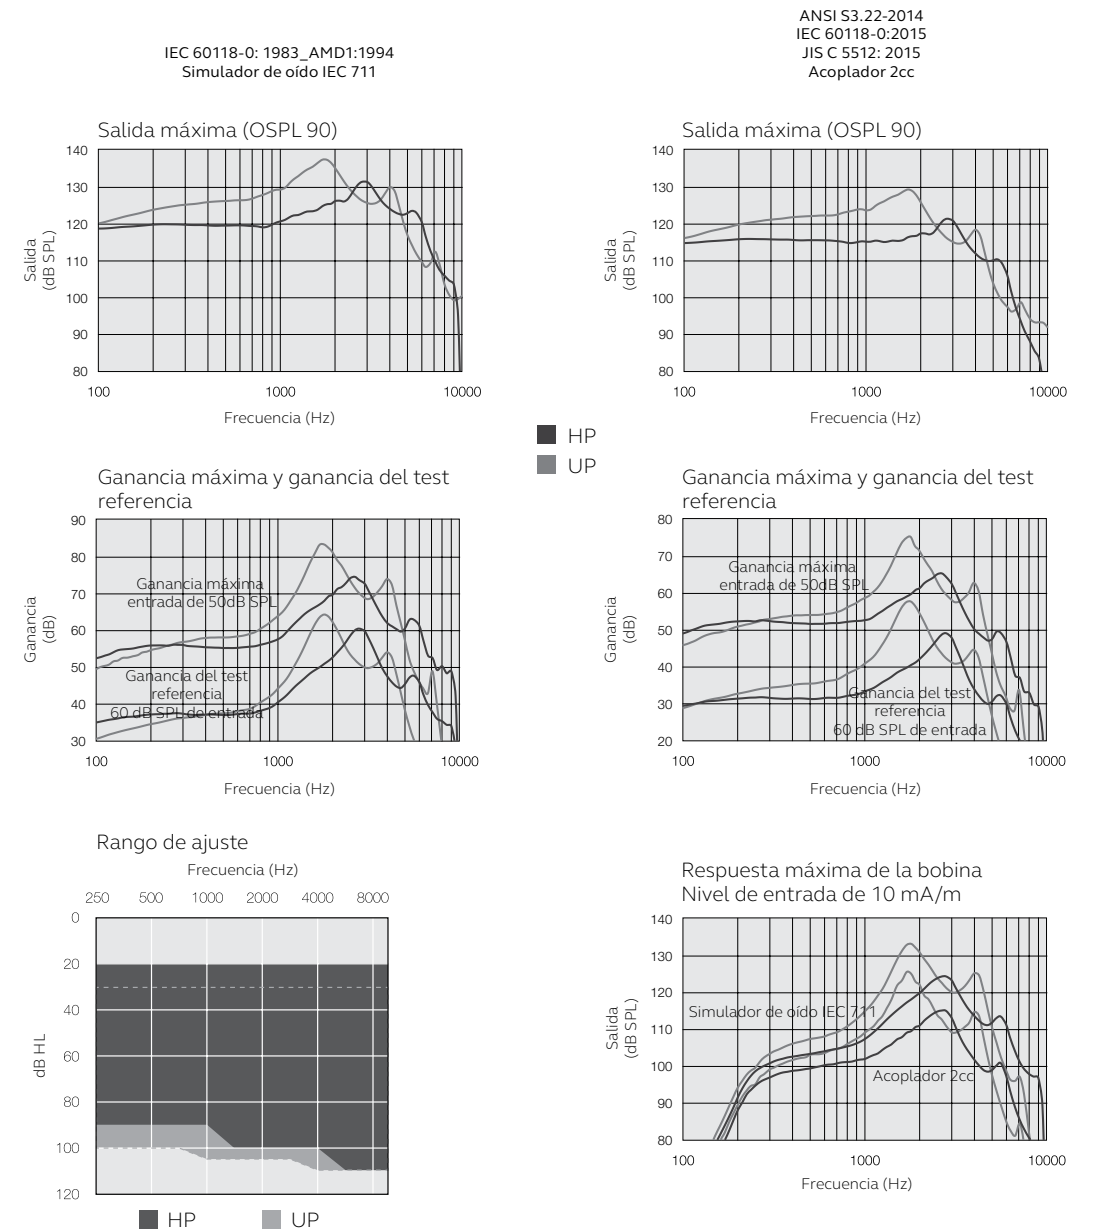 IEC 60118-0: 1983_AMD1:1994
Simulador de oído IEC 711
ANSI S3.22-2014
IEC 60118-0:2015
JIS C 5512: 2015
Acoplador 2cc
Salida máxima (OSPL 90)
140
130
120
110
100
90
80
Salida
(dB SPL)
100 1000 10000
Frecuencia (Hz)
Salida máxima (OSPL 90)
140
130
120
110
100
90
80
Salida
(dB SPL)
100 1000 10000
Frecuencia (Hz)
HP
UP
Ganancia máxima y ganancia del test
referencia
90
80
70
60
50
40
30
Ganancia
(dB)
Ganancia máxima
entrada de 50dB SPL
Ganancia del test
referencia
60 dB SPL de entrada
100 1000 10000
Frecuencia (Hz)
Ganancia máxima y ganancia del test
referencia
80
70
60
50
40
30
20
Ganancia
(dB)
Ganancia máxima
entrada de 50dB SPL
Ganancia del test
referencia
60 dB SPL de entrada
100 1000 10000
Frecuencia (Hz)
Rango de ajuste
Frecuencia (Hz)
250 500 1000 2000 4000 8000
0
20
40
60
80
100
120
dB HL
HP UP
Respuesta máxima de la bobina
Nivel de entrada de 10 mA/m
140
130
120
110
100
90
80
Salida
(dB SPL)
Simulador de oído IEC 711
Acoplador 2cc
100 1000 10000
Frecuencia (Hz)